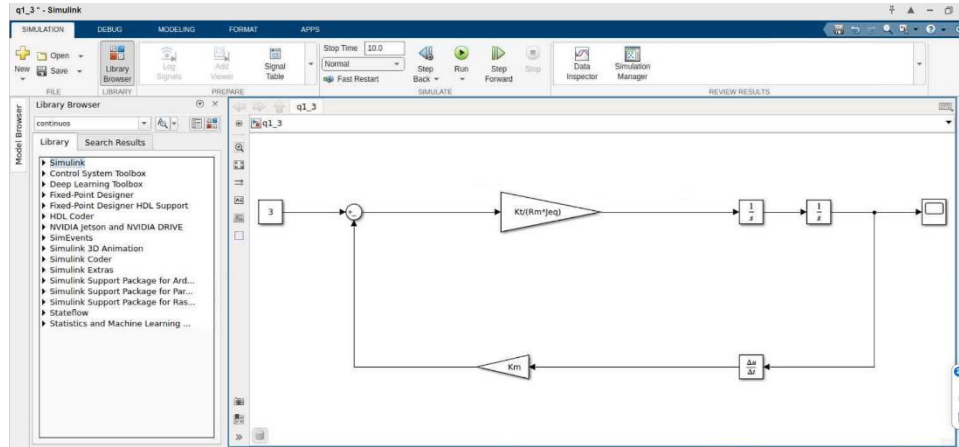 q1_3 * - Simulink
SIMULATION DEBUG MODELING FORMAT APPS
New
Open
Save
FILE
Library Browser
LIBRARY
Log Signals
Add Viewer
Signal Table
PREPARE
Stop Time 10.0
Normal
Fast Restart
Step Back
Run
Step Forward
Stop
SIMULATE
Data Inspector
Simulation Manager
REVIEW RESULTS
Model Browser
Library Browser
continuos
Library Search Results
Simulink
Control System Toolbox
Deep Learning Toolbox
Fixed-Point Designer
Fixed-Point Designer HDL Support
HDL Coder
NVIDIA Jetson and NVIDIA DRIVE
SimEvents
Simulink 3D Animation
Simulink Coder
Simulink Extras
Simulink Support Package for Ard...
Simulink Support Package for Par...
Simulink Support Package for Ras...
Stateflow
Statistics and Machine Learning ...
q1_3
q1_3
3
+-
Kt/(Rm*Jeq)
1
s
1
s
Km
Δu
Δt